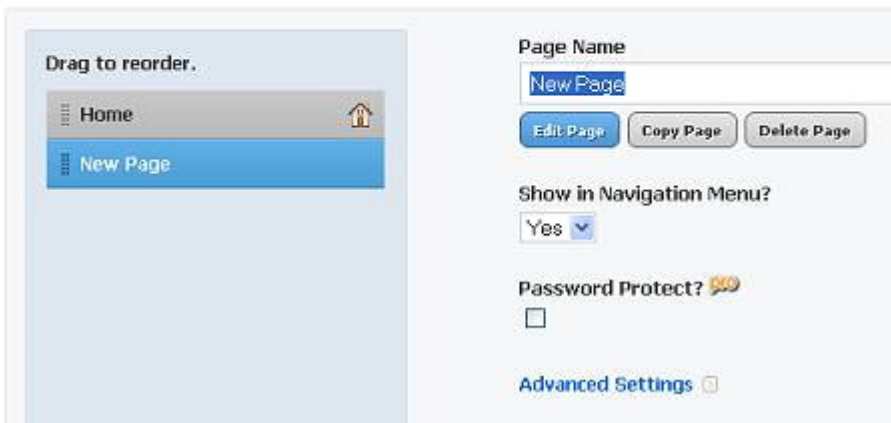 Drag to reorder.
Home
New Page
Page Name
New Page
Edit Page Copy Page Delete Page
Show in Navigation Menu?
Yes
Password Protect? pro
Advanced Settings